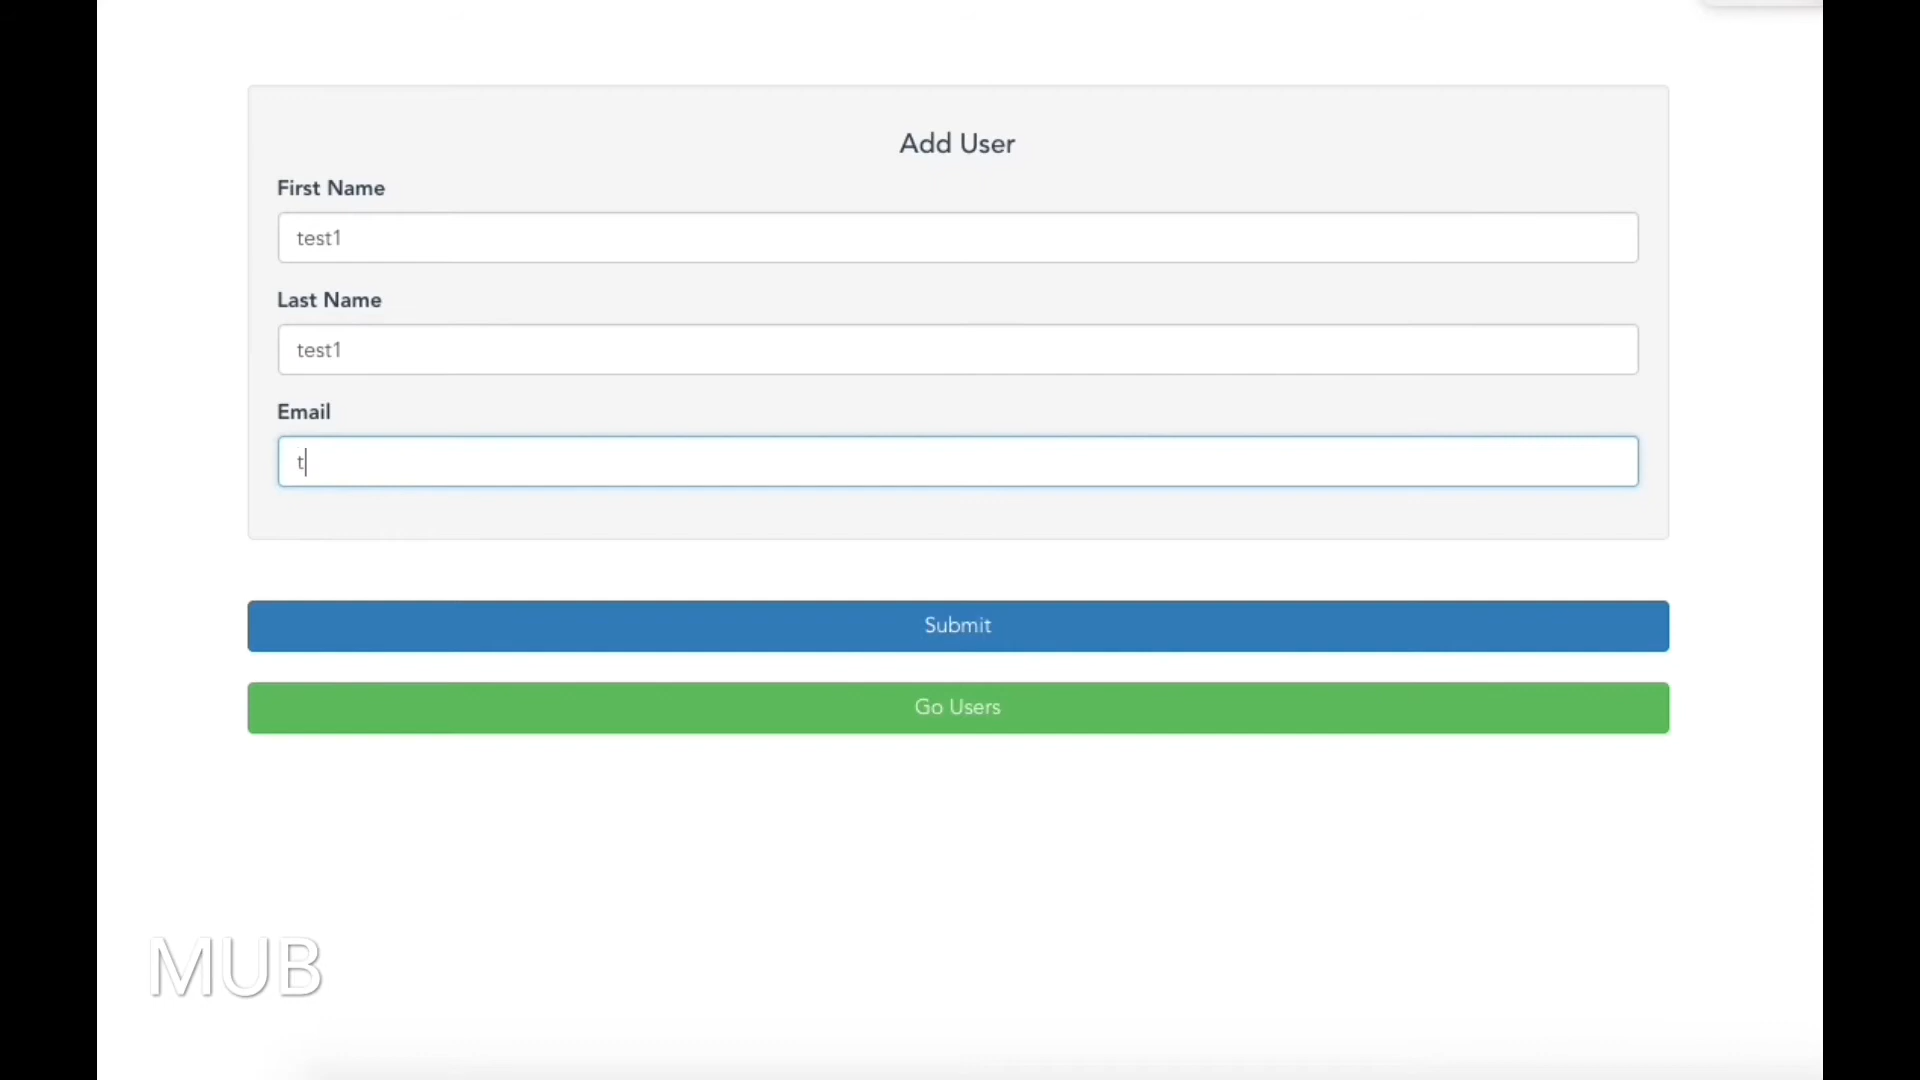 Add User
First Name
test1
Last Name
test1
Email
t
Submit
Go Users
MUB